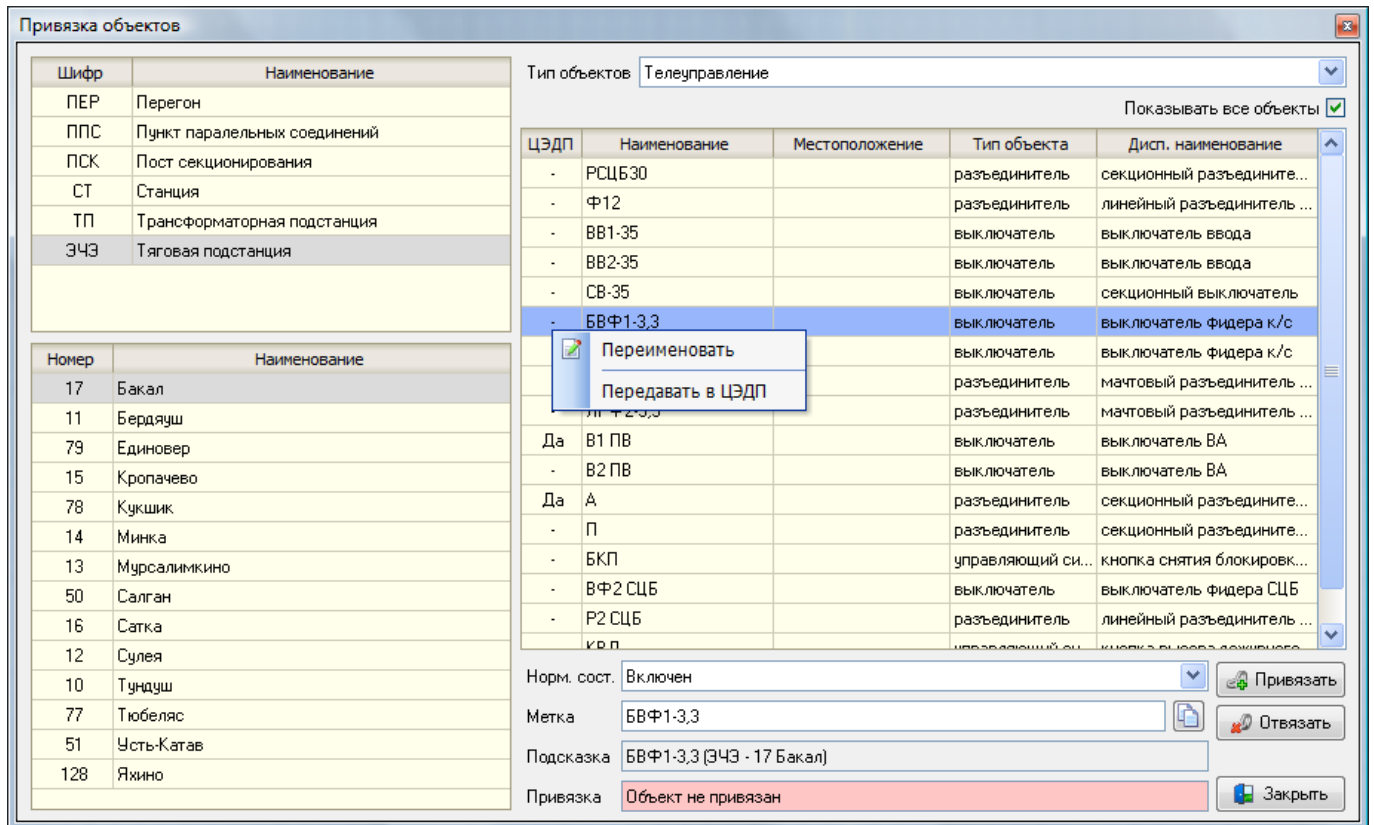 Привязка объектов
Шифр Наименование
ПЕР Перегон
ППС Пункт паралельных соединений
ПСК Пост секционирования
СТ Станция
ТП Трансформаторная подстанция
ЭЧЭ Тяговая подстанция
Номер Наименование
17 Бакал
11 Бердяуш
79 Единовер
15 Кропачево
78 Кукшик
14 Минка
13 Мурсалимкино
50 Салган
16 Сатка
12 Сулея
10 Тундуш
77 Тюбеляс
51 Усть-Катав
128 Яхино
Тип объектов Телеуправление
Показывать все объекты
ЦЭДП Наименование Местоположение Тип объекта Дисп. наименование
- РСЦБ30 разъединитель секционный разъедините...
- Ф12 разъединитель линейный разъединитель ...
- ВВ1-35 выключатель выключатель ввода
- ВВ2-35 выключатель выключатель ввода
- СВ-35 выключатель секционный выключатель
- БВФ1-3,3 выключатель выключатель фидера к/с
выключатель выключатель фидера к/с
разъединитель мачтовый разъединитель ...
разъединитель мачтовый разъединитель ...
Переименовать
Передавать в ЦЭДП
Да В1 ПВ выключатель выключатель ВА
- В2 ПВ выключатель выключатель ВА
Да А разъединитель секционный разъедините...
- П разъединитель секционный разъедините...
- БКП управляющий си... кнопка снятия блокировк...
- ВФ2 СЦБ выключатель выключатель фидера СЦБ
- Р2 СЦБ разъединитель линейный разъединитель ...
Норм. сост. Включен
Привязать
Метка БВФ1-3,3
Отвязать
Подсказка БВФ1-3,3 (ЭЧЭ - 17 Бакал)
Привязка Объект не привязан
Закрыть